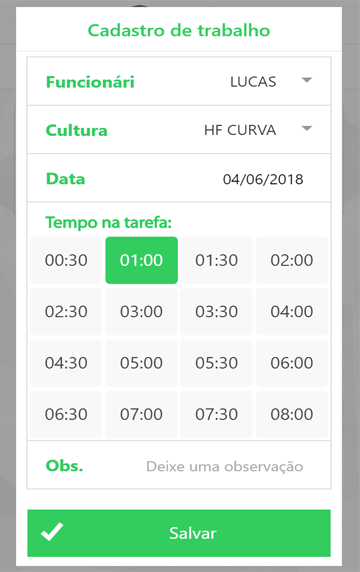 Cadastro de trabalho
Funcionári LUCAS
Cultura HF CURVA
Data 04/06/2018
Tempo na tarefa:
00:30 01:00 01:30 02:00
02:30 03:00 03:30 04:00
04:30 05:00 05:30 06:00
06:30 07:00 07:30 08:00
Obs. Deixe uma observação
Salvar